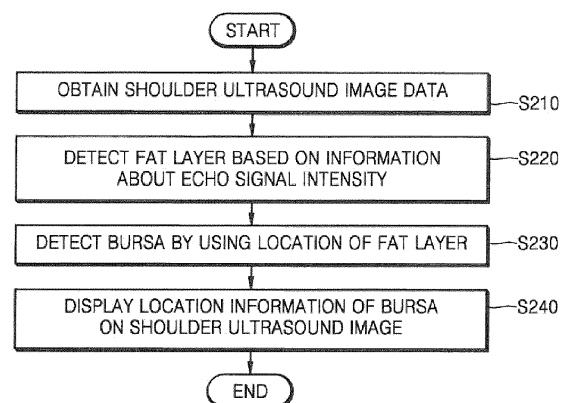 START
OBTAIN SHOULDER ULTRASOUND IMAGE DATA
S210
DETECT FAT LAYER BASED ON INFORMATION
ABOUT ECHO SIGNAL INTENSITY
S220
DETECT BURSA BY USING LOCATION OF FAT LAYER
S230
DISPLAY LOCATION INFORMATION OF BURSA
ON SHOULDER ULTRASOUND IMAGE
S240
END